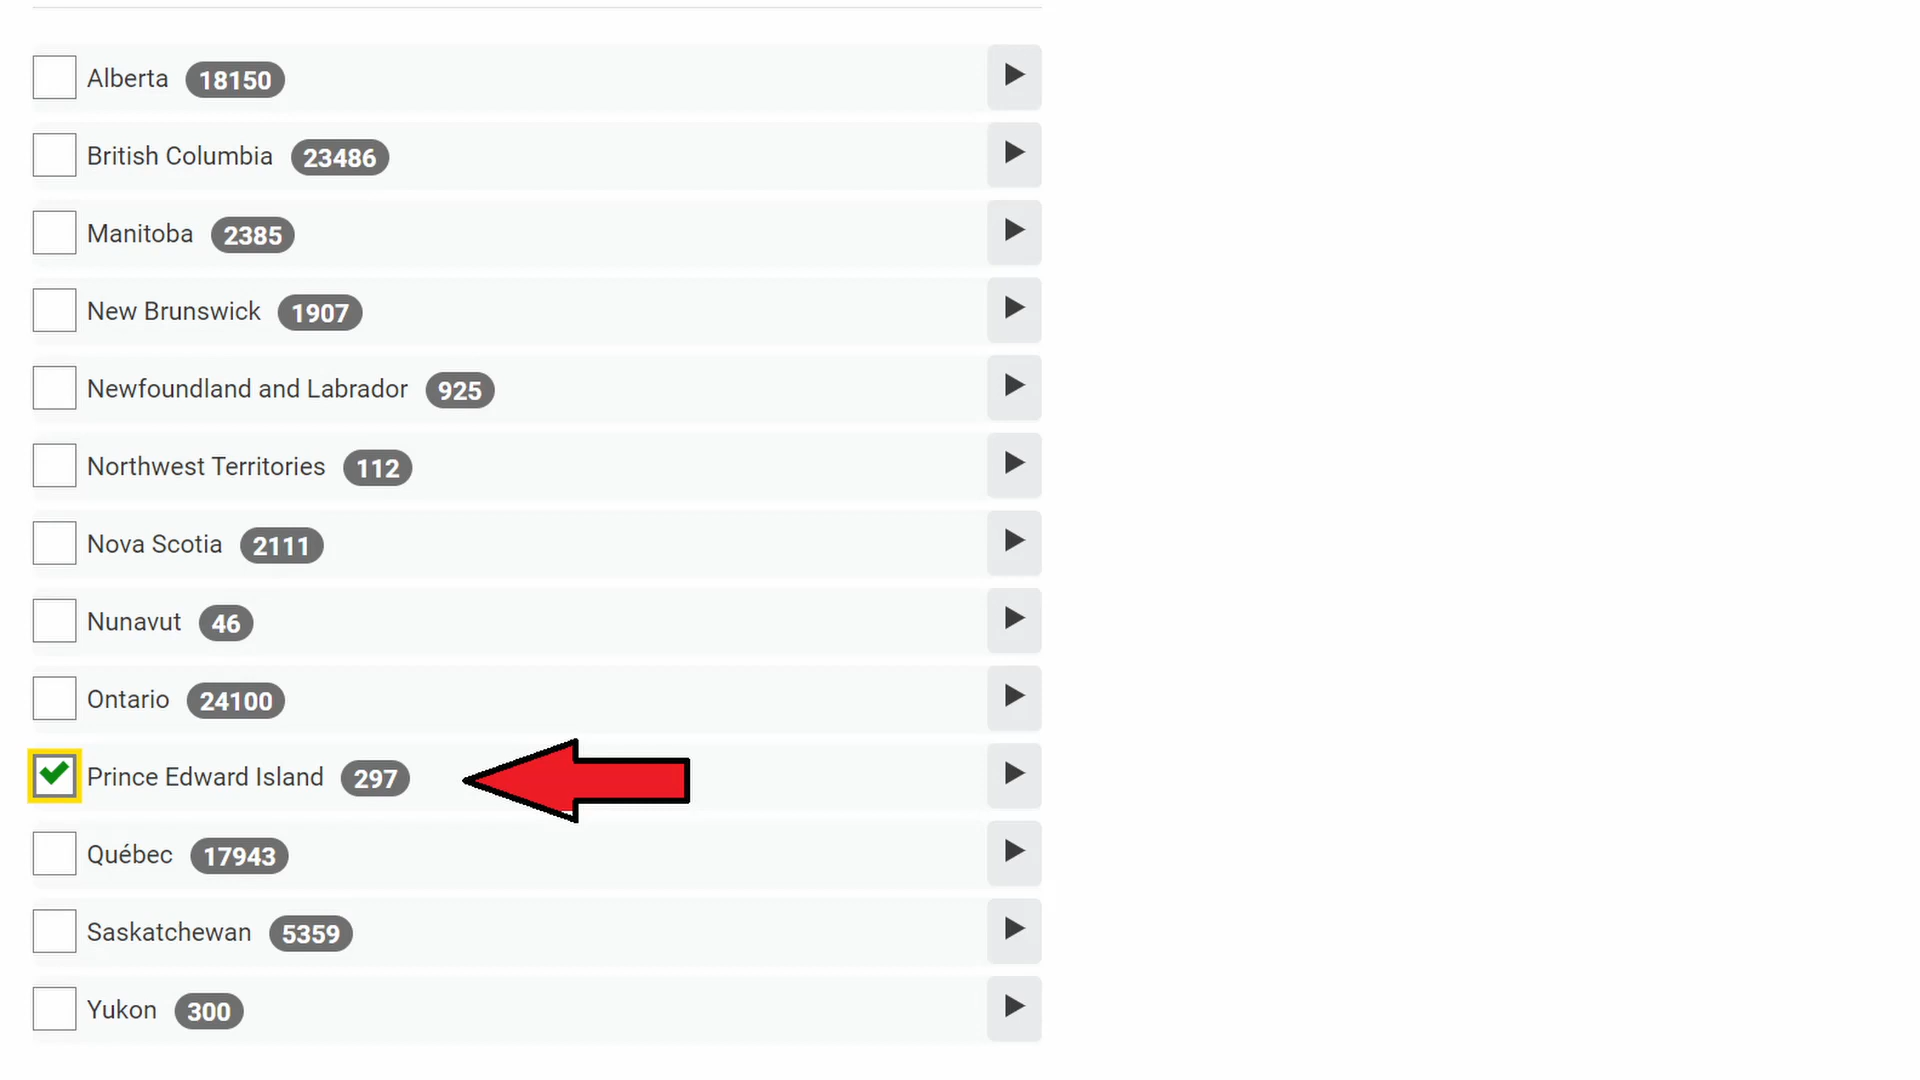 Alberta 18150
British Columbia 23486
Manitoba 2385
New Brunswick 1907
Newfoundland and Labrador 925
Northwest Territories 112
Nova Scotia 2111
Nunavut 46
Ontario 24100
Prince Edward Island 297
Québec 17943
Saskatchewan 5359
Yukon 300